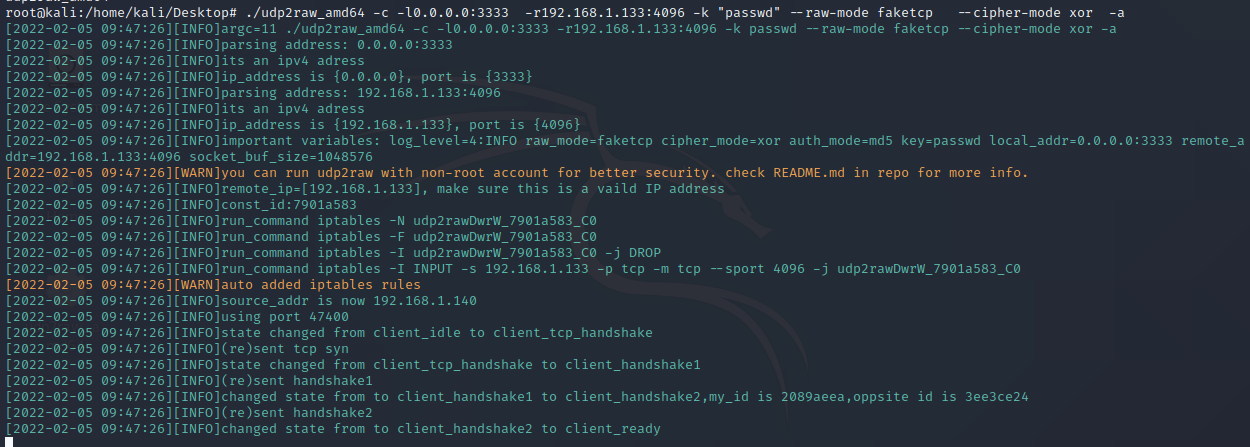 root@kali:/home/kali/Desktop# ./udp2raw_amd64 -c -l0.0.0.0:3333  -r192.168.1.133:4096 -k "passwd" --raw-mode faketcp   --cipher-mode xor  -a
[2022-02-05 09:47:26][INFO]argc=11 ./udp2raw_amd64 -c -l0.0.0.0:3333 -r192.168.1.133:4096 -k passwd --raw-mode faketcp --cipher-mode xor -a
[2022-02-05 09:47:26][INFO]parsing address: 0.0.0.0:3333
[2022-02-05 09:47:26][INFO]its an ipv4 adress
[2022-02-05 09:47:26][INFO]ip_address is {0.0.0.0}, port is {3333}
[2022-02-05 09:47:26][INFO]parsing address: 192.168.1.133:4096
[2022-02-05 09:47:26][INFO]its an ipv4 adress
[2022-02-05 09:47:26][INFO]ip_address is {192.168.1.133}, port is {4096}
[2022-02-05 09:47:26][INFO]important variables: log_level=4:INFO raw_mode=faketcp cipher_mode=xor auth_mode=md5 key=passwd local_addr=0.0.0.0:3333 remote_a
ddr=192.168.1.133:4096 socket_buf_size=1048576
[2022-02-05 09:47:26][WARN]you can run udp2raw with non-root account for better security. check README.md in repo for more info.
[2022-02-05 09:47:26][INFO]remote_ip=[192.168.1.133], make sure this is a vaild IP address
[2022-02-05 09:47:26][INFO]const_id:7901a583
[2022-02-05 09:47:26][INFO]run_command iptables -N udp2rawDwrW_7901a583_C0
[2022-02-05 09:47:26][INFO]run_command iptables -F udp2rawDwrW_7901a583_C0
[2022-02-05 09:47:26][INFO]run_command iptables -I udp2rawDwrW_7901a583_C0 -j DROP
[2022-02-05 09:47:26][INFO]run_command iptables -I INPUT -s 192.168.1.133 -p tcp -m tcp --sport 4096 -j udp2rawDwrW_7901a583_C0
[2022-02-05 09:47:26][WARN]auto added iptables rules
[2022-02-05 09:47:26][INFO]source_addr is now 192.168.1.140
[2022-02-05 09:47:26][INFO]using port 47400
[2022-02-05 09:47:26][INFO]state changed from client_idle to client_tcp_handshake
[2022-02-05 09:47:26][INFO](re)sent tcp syn
[2022-02-05 09:47:26][INFO]state changed from client_tcp_handshake to client_handshake1
[2022-02-05 09:47:26][INFO](re)sent handshake1
[2022-02-05 09:47:26][INFO]changed state from to client_handshake1 to client_handshake2,my_id is 2089aeea,oppsite id is 3ee3ce24
[2022-02-05 09:47:26][INFO](re)sent handshake2
[2022-02-05 09:47:26][INFO]changed state from to client_handshake2 to client_ready